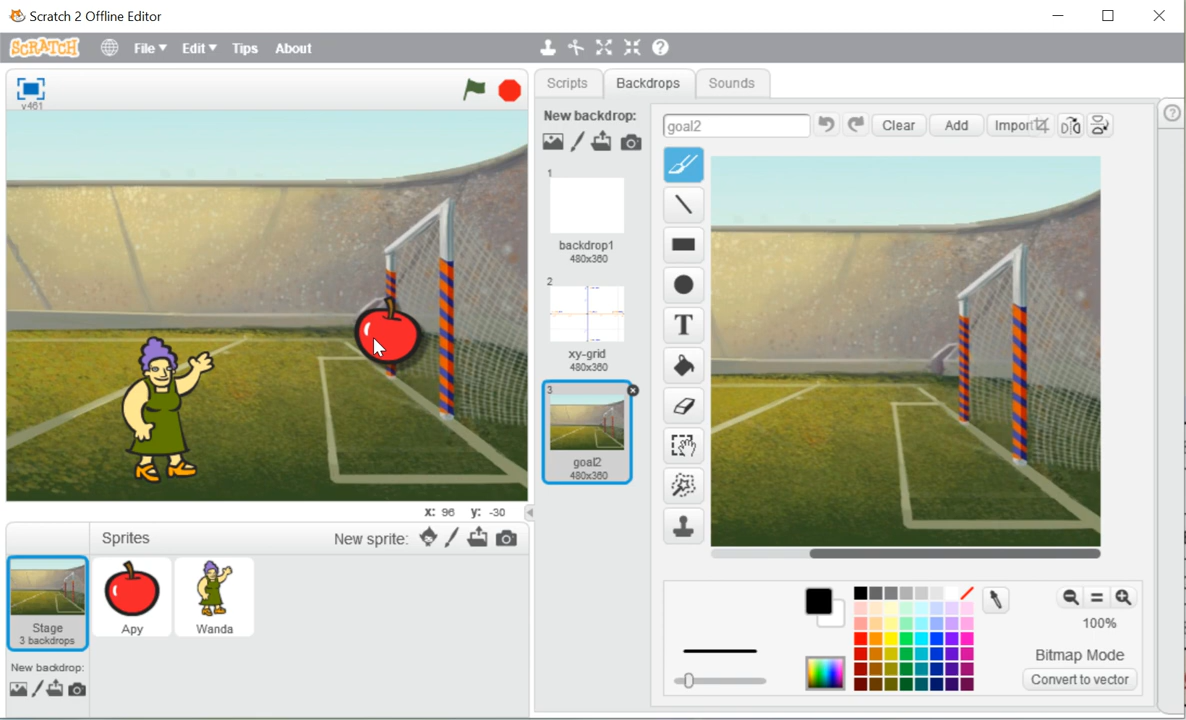 Scratch 2 Offline Editor
SCRATCH File Edit Tips About
v461
Scripts Backdrops Sounds
New backdrop:
goal2 Clear Add Import
1
backdrop1
480x360
2
xy-grid
480x360
3
goal2
480x360
T
x: 96 y: -30
Sprites New sprite:
Stage
3 backdrops
Apy
Wanda
New backdrop:
100%
Bitmap Mode
Convert to vector